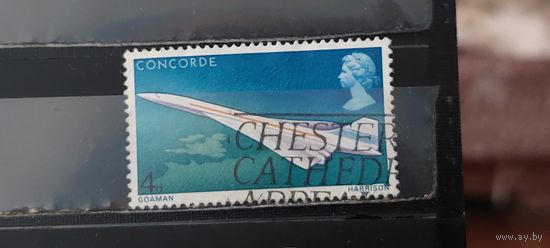 CONCORDE
CHESTER
CATHED
4d
GOAMAN
HARRISON
www.ay.by